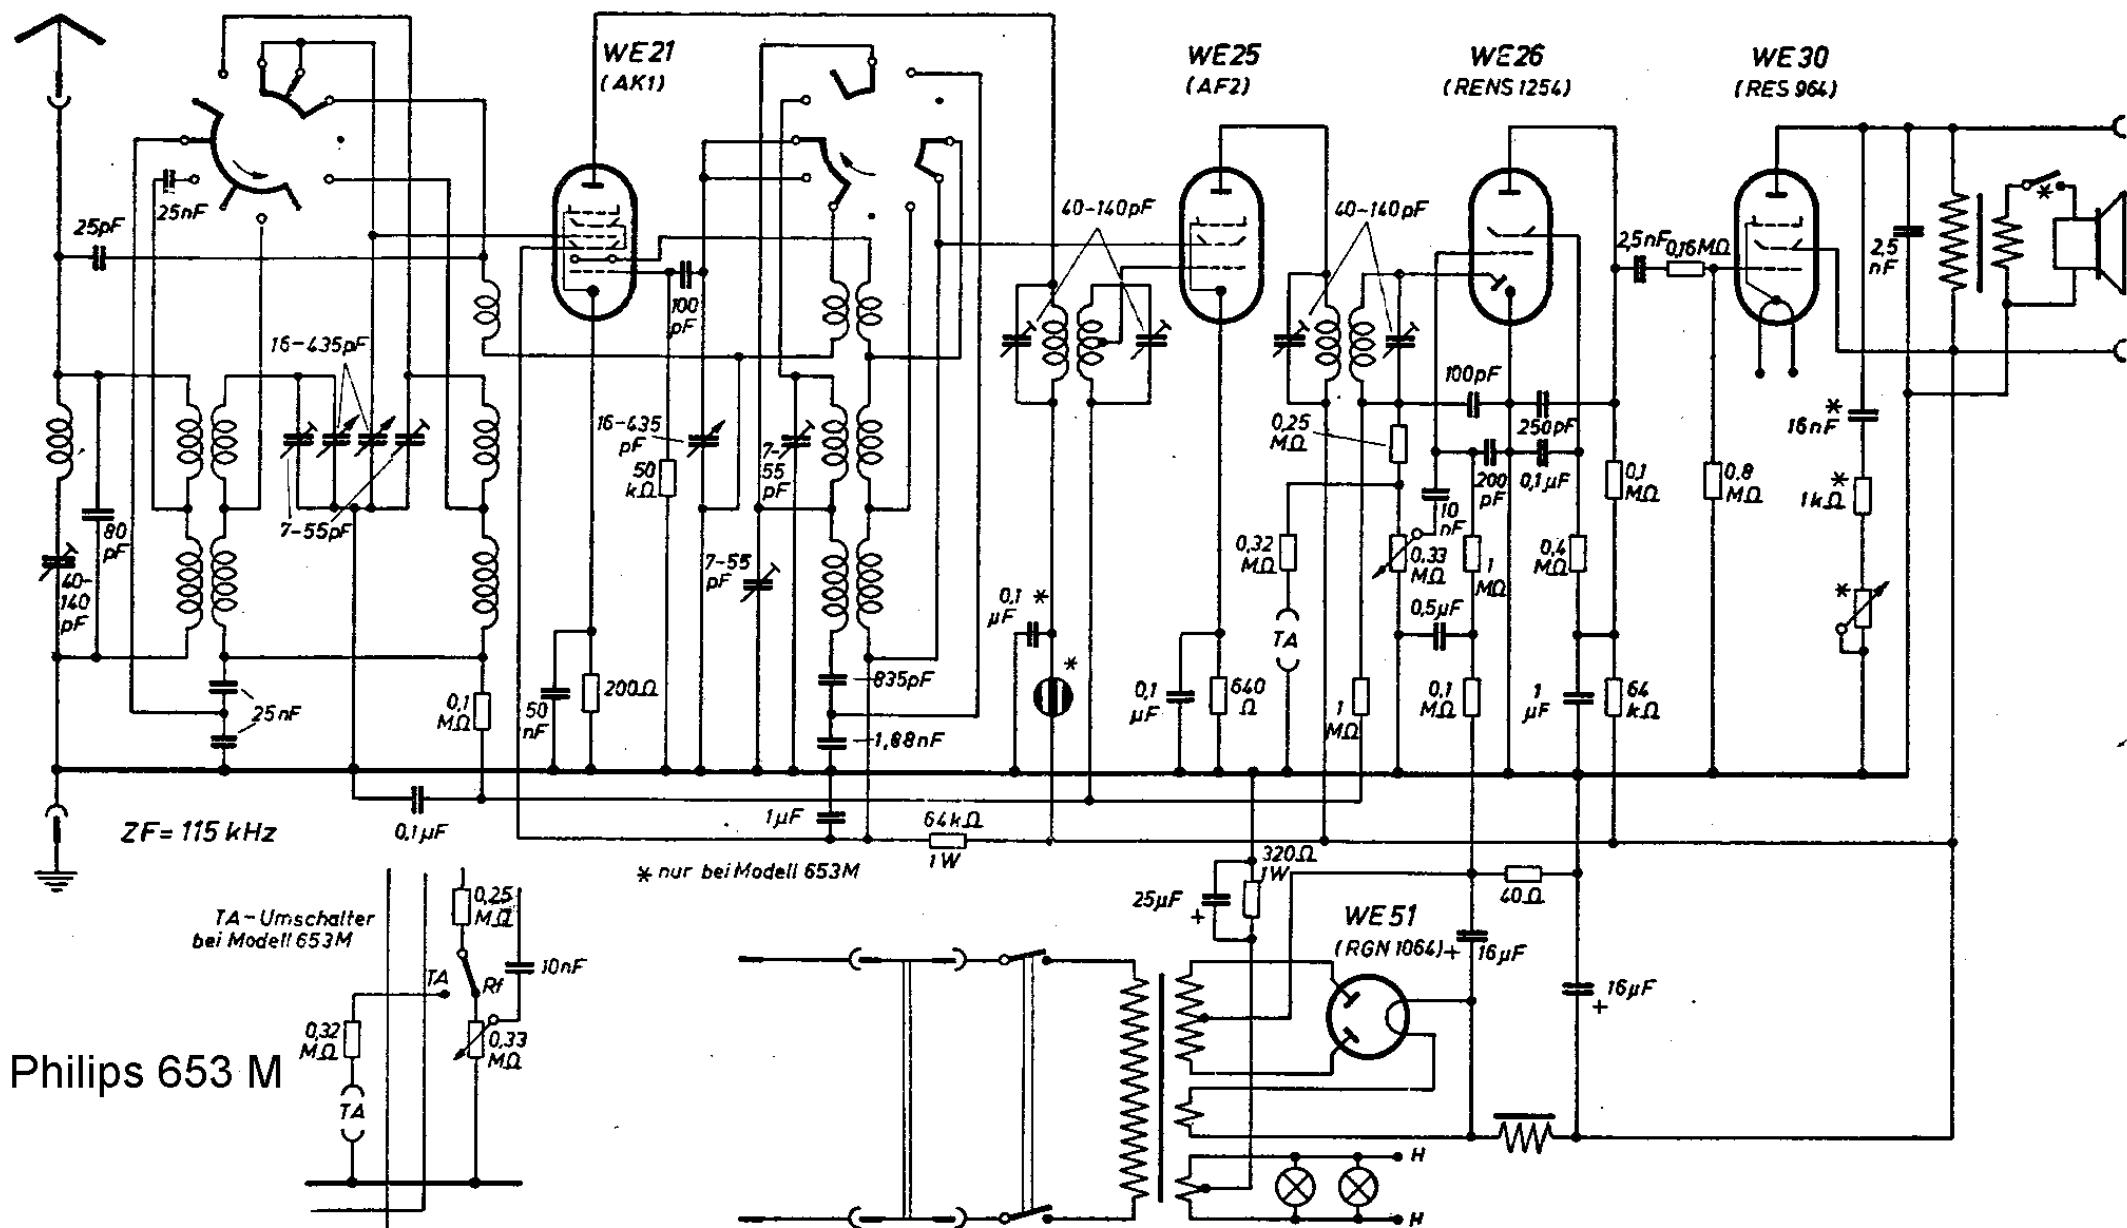 WE21
(AK1)
WE25
(AF2)
WE26
(RENS 1254)
WE30
(RES 964)
25nF
25pF
100
pF
40-140pF
40-140pF
2,5nF
0,16MΩ
2,5
nF
16-435pF
7-55pF
80
pF
40-
140
pF
25nF
0,1
MΩ
50
nF
200Ω
16-435
pF
50
kΩ
7-
55
pF
7-55
pF
835pF
1,88nF
0,1
µF
*
*
0,1
µF
640
Ω
0,25
MΩ
100pF
250pF
200
pF
0,1µF
10
nF
0,32
MΩ
0,33
MΩ
1
MΩ
0,4
MΩ
0,1
MΩ
0,8
MΩ
0,5µF
TA
1
MΩ
0,1
MΩ
1
µF
64
kΩ
*
*
16nF
*
1kΩ
*
ZF= 115 kHz
0,1µF
1µF
64kΩ
1W
* nur bei Modell 653M
320Ω
1W
25µF
+
40Ω
WE51
(RGN 1064)
+
16µF
16µF
+
H
H
TA-Umschalter
bei Modell 653M
0,25
MΩ
10nF
TA
Rf
0,32
MΩ
0,33
MΩ
TA
Philips 653 M